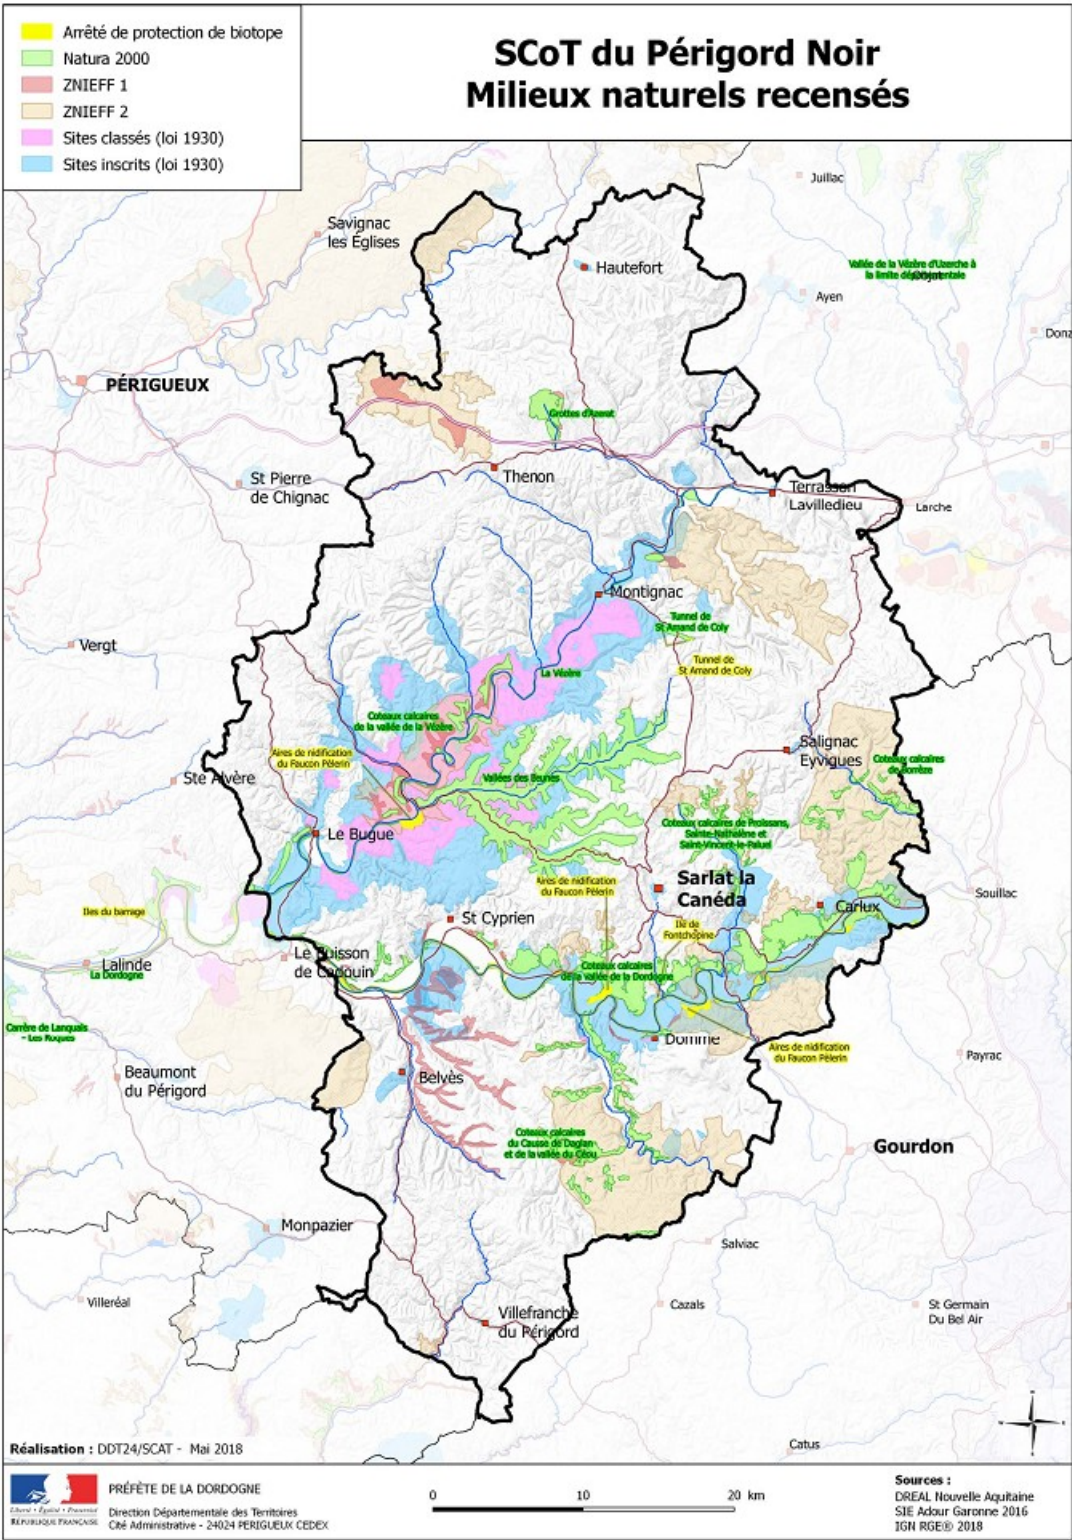 Arrêté de protection de biotope
Natura 2000
ZNIEFF 1
ZNIEFF 2
Sites classés (loi 1930)
Sites inscrits (loi 1930)
SCoT du Périgord Noir
Milieux naturels recensés
Juillac
Savignac
les Églises
Hautefort
Vallée de la Vézère d'Uzerche à
la limite départementale
Ayen
Donz
PÉRIGUEUX
Grottes d'Azerat
St Pierre
de Chignac
Thenon
Terrasson
Lavilledieu
Larche
Montignac
Tunnel de
St Amand de Coly
Vergt
Tunnel de
St Amand de Coly
La Vézère
Coteaux calcaires
de la vallée de la Vézère
Aires de nidification
du Faucon Pèlerin
Salignac
Eyvigues
Coteaux calcaires
de Borrèze
Ste Alvère
Vallées des Beunes
Le Bugue
Coteaux calcaires de Proissans,
Sainte-Nathalène et
Saint-Vincent-le-Paluel
Aires de nidification
du Faucon Pèlerin
Sarlat la
Canéda
Souillac
Carlux
Iles du barrage
St Cyprien
Ile de
Fontchopine
Le Buisson
de Cadouin
Lalinde
La Dordogne
Coteaux calcaires
de la vallée de la Dordogne
Carrère de Lanquais
- Les Roques
Domme
Aires de nidification
du Faucon Pèlerin
Payrac
Beaumont
du Périgord
Belvès
Coteaux calcaires
du Causse de Daglan
et de la vallée du Céou
Gourdon
Monpazier
Salviac
Villeréal
Cazals
St Germain
Du Bel Air
Villefranche
du Périgord
Catus
Réalisation : DDT24/SCAT - Mai 2018
Liberté • Égalité • Fraternité
RÉPUBLIQUE FRANÇAISE
PRÉFÈTE DE LA DORDOGNE
Direction Départementale des Territoires
Cité Administrative - 24024 PERIGUEUX CEDEX
0 10 20 km
Sources :
DREAL Nouvelle Aquitaine
SIE Adour Garonne 2016
IGN RGE® 2018